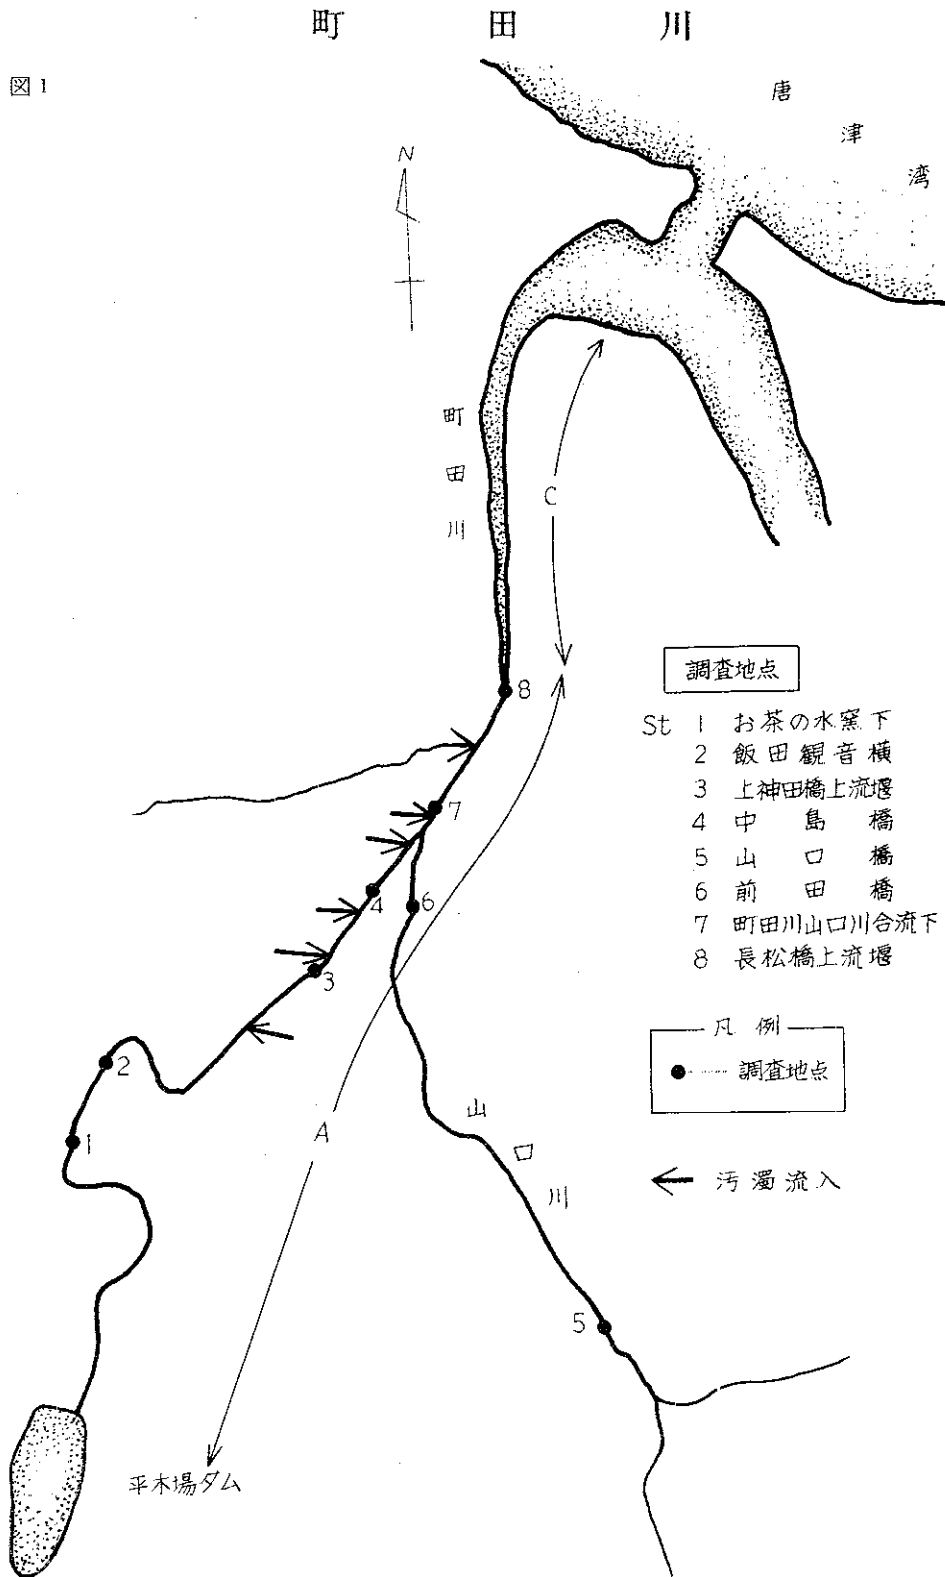 町田川
図1
唐津湾
N
町田川
C
8
調査地点
St 1 お茶の水窯下
2 飯田観音横
3 上神田橋上流堰
4 中島橋
5 山口橋
6 前田橋
7 町田川山口川合流下
8 長松橋上流堰
7
4
6
3
凡例
●…… 調査地点
2
山口川
A
1
汚濁流入
5
平木場ダム